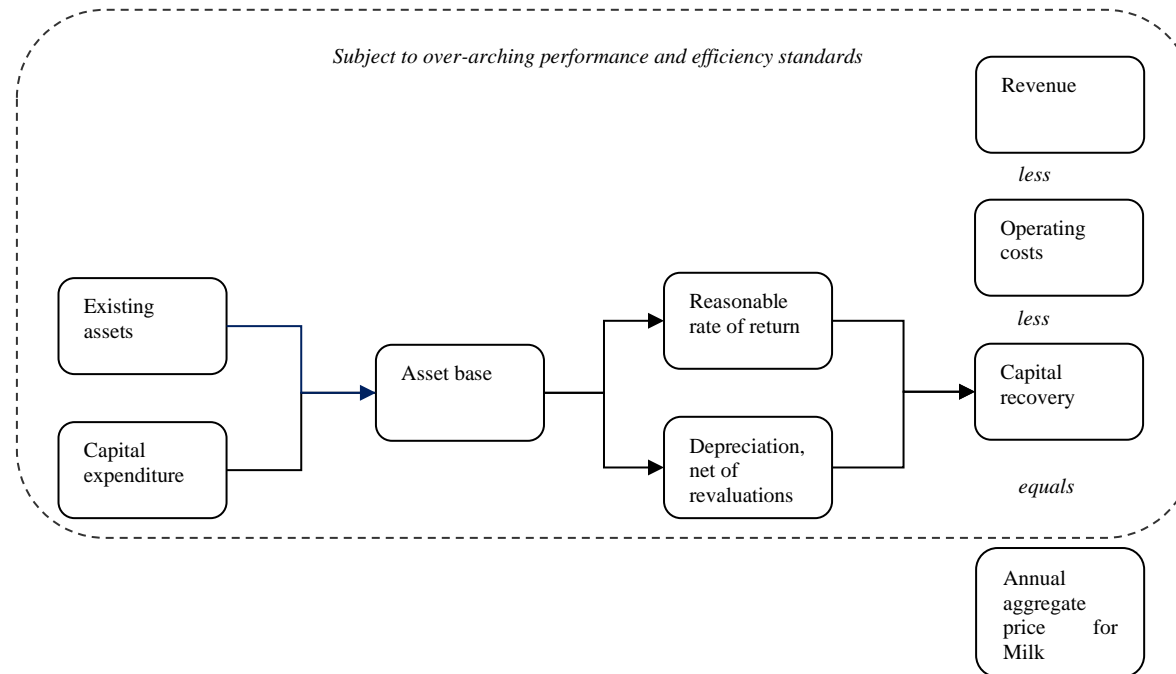 Subject to over-arching performance and efficiency standards
Revenue
less
Operating
costs
less
Existing
assets
Capital
expenditure
Asset base
Reasonable
rate of return
Depreciation,
net of
revaluations
Capital
recovery
equals
Annual
aggregate
price for
Milk